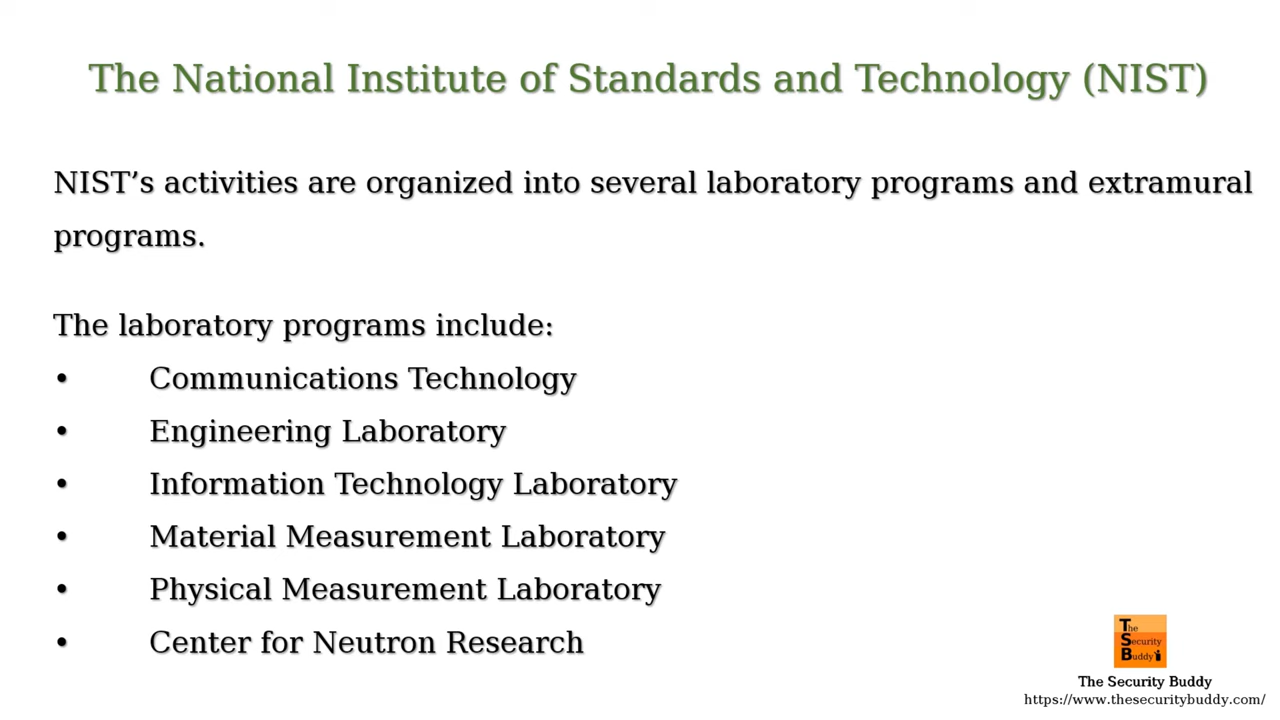 The National Institute of Standards and Technology (NIST)
NIST’s activities are organized into several laboratory programs and extramural
programs.
The laboratory programs include:
• Communications Technology
• Engineering Laboratory
• Information Technology Laboratory
• Material Measurement Laboratory
• Physical Measurement Laboratory
• Center for Neutron Research
The
Security
Buddy
The Security Buddy
https://www.thesecuritybuddy.com/